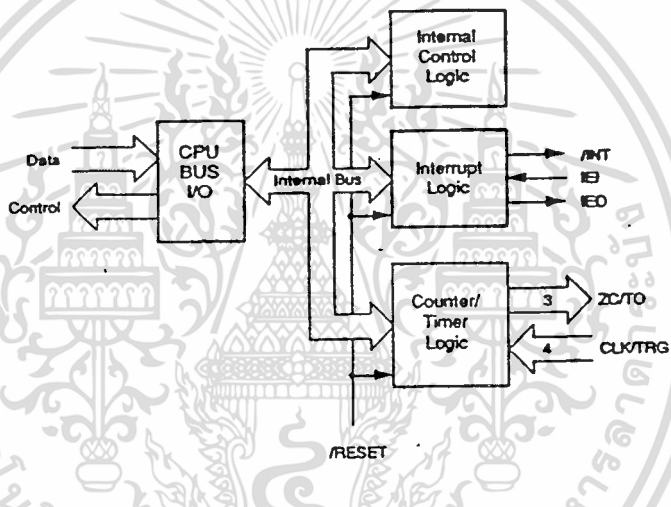 Internal
Control
Logic
Data
Control
CPU
BUS
I/O
Internal Bus
Interrupt
Logic
/INT
IEI
IEO
Counter/
Timer
Logic
3
ZC/TO
4
CLK/TRG
/RESET